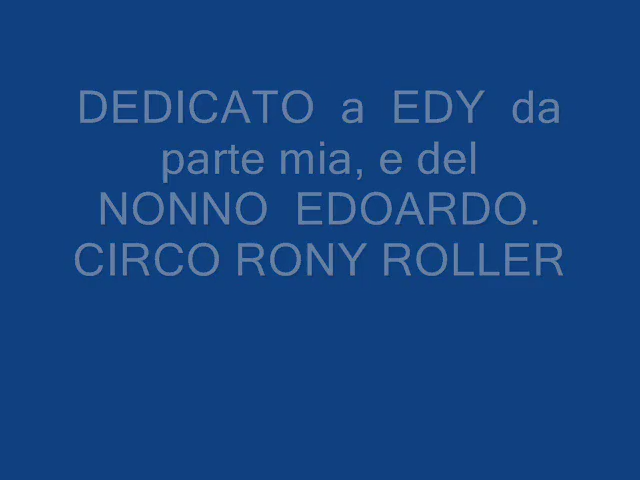 DEDICATO a EDY da
parte mia, e del
NONNO EDOARDO.
CIRCO RONY ROLLER